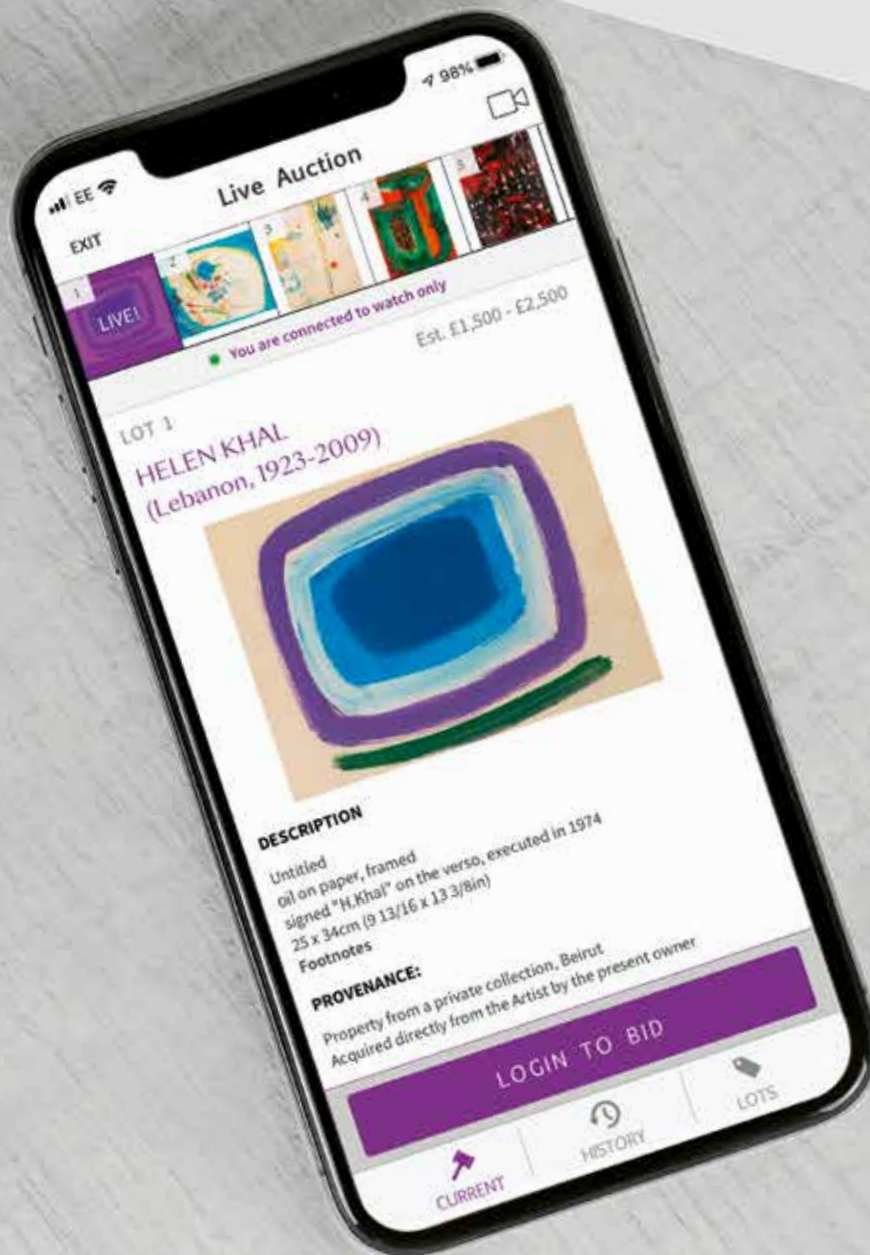 EE
98%
EXIT
Live Auction
1
2
3
4
5
LIVE!
You are connected to watch only
Est. £1,500 - £2,500
LOT 1
HELEN KHAL
(Lebanon, 1923-2009)
DESCRIPTION
Untitled
oil on paper, framed
signed "H.Khal" on the verso, executed in 1974
25 x 34cm (9 13/16 x 13 3/8in)
Footnotes
PROVENANCE:
Property from a private collection, Beirut
Acquired directly from the Artist by the present owner
LOGIN TO BID
CURRENT
HISTORY
LOTS